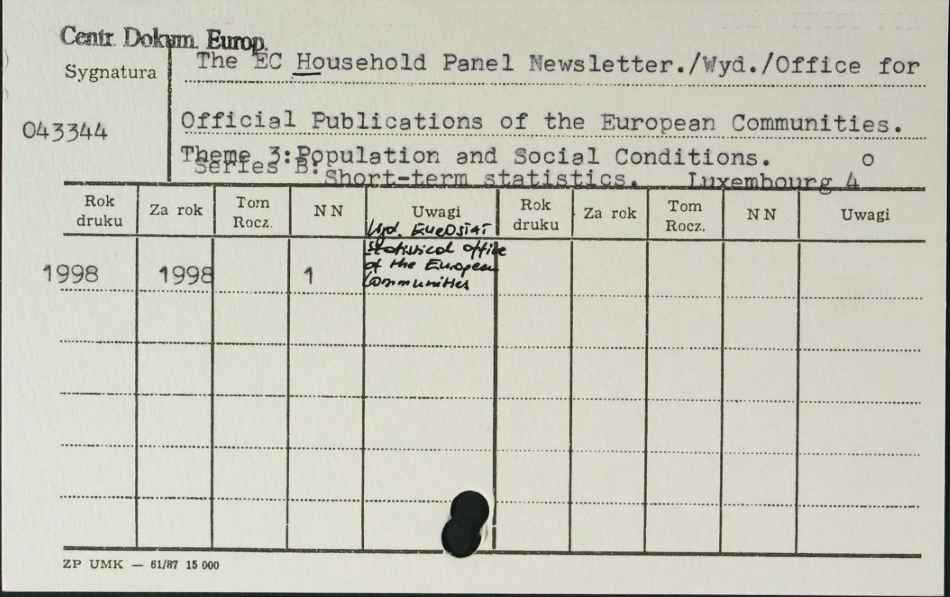 Centr. Dokum. Europ.
Sygnatura
043344
The EC Household Panel Newsletter./Wyd./Office for
Official Publications of the European Communities.
Theme 3:Population and Social Conditions. o
Series B:Short-term statistics. Luxembourg 4
Rok druku Za rok Tom Rocz. NN Uwagi Rok druku Za rok Tom Rocz. NN Uwagi
Wyd. EUROSTAT
Statistical office
1998 1998 1 of the European
Communities
ZP UMK — 61/87 15 000